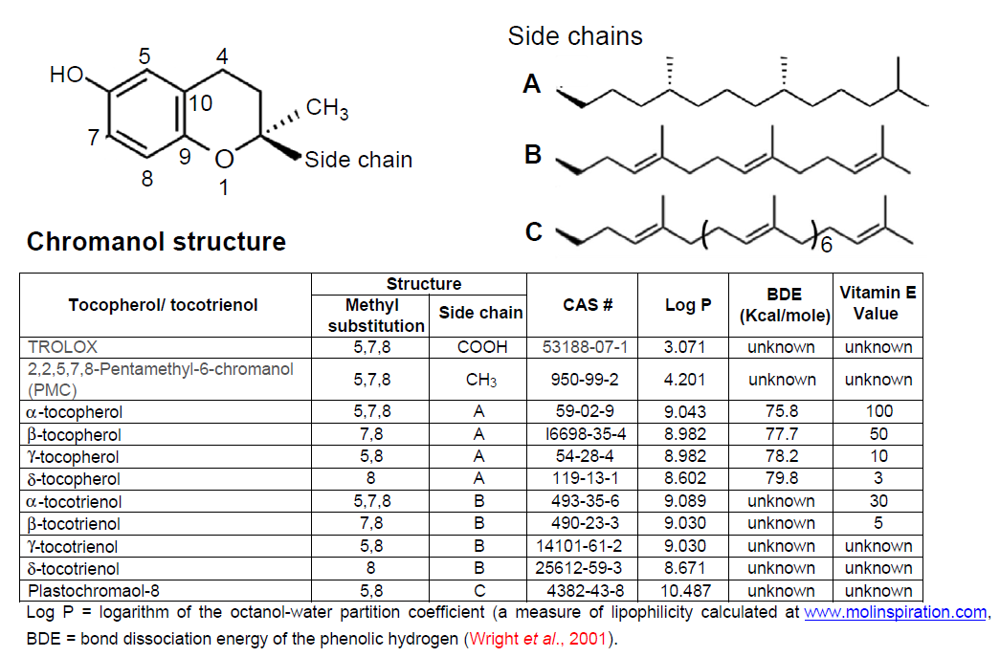 Side chains
5 4
HO
A
10
CH3
7
B
9 O Side chain
8 1
C 6
Chromanol structure
Tocopherol/ tocotrienol Structure CAS # Log P BDE (Kcal/mole) Vitamin E Value
Methyl substitution Side chain
TROLOX 5,7,8 COOH 53188-07-1 3.071 unknown unknown
2,2,5,7,8-Pentamethyl-6-chromanol
(PMC) 5,7,8 CH3 950-99-2 4.201 unknown unknown
α-tocopherol 5,7,8 A 59-02-9 9.043 75.8 100
β-tocopherol 7,8 A I6698-35-4 8.982 77.7 50
γ-tocopherol 5,8 A 54-28-4 8.982 78.2 10
δ-tocopherol 8 A 119-13-1 8.602 79.8 3
α-tocotrienol 5,7,8 B 493-35-6 9.089 unknown 30
β-tocotrienol 7,8 B 490-23-3 9.030 unknown 5
γ-tocotrienol 5,8 B 14101-61-2 9.030 unknown unknown
δ-tocotrienol 8 B 25612-59-3 8.671 unknown unknown
Plastochromaol-8 5,8 C 4382-43-8 10.487 unknown unknown
Log P = logarithm of the octanol-water partition coefficient (a measure of lipophilicity calculated at www.molinspiration.com,
BDE = bond dissociation energy of the phenolic hydrogen (Wright et al., 2001).